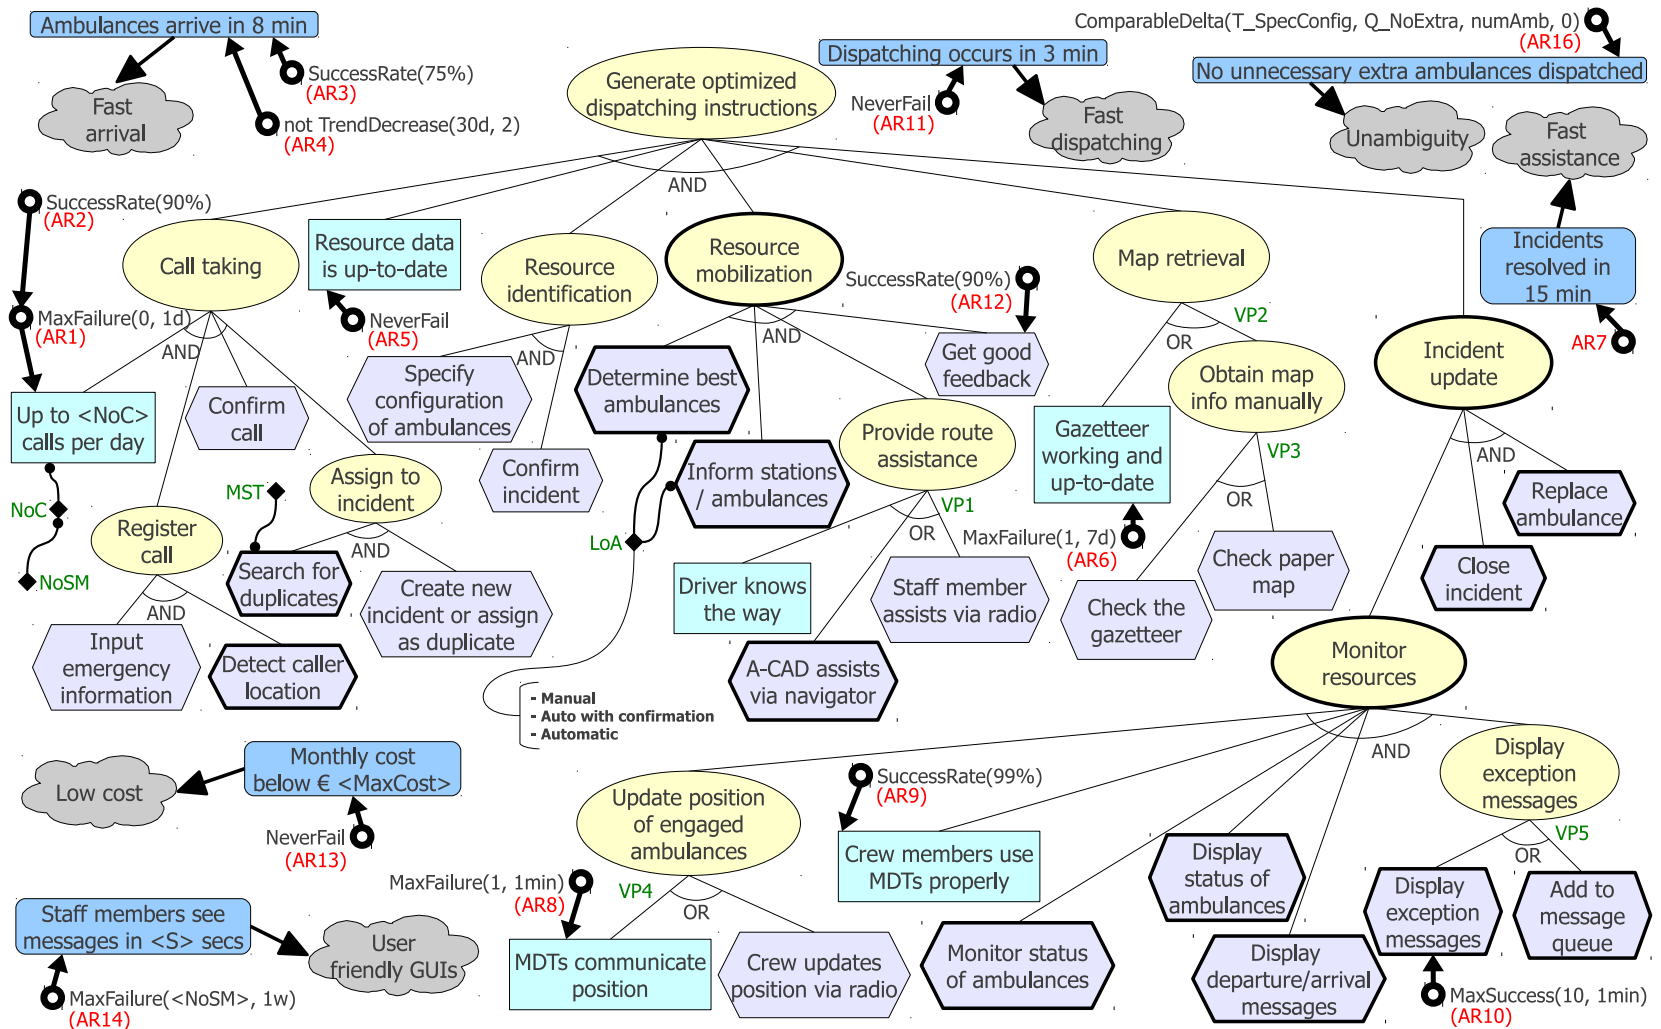 Ambulances arrive in 8 min
SuccessRate(75%)
(AR3)
Fast
arrival
not TrendDecrease(30d, 2)
(AR4)
Generate optimized
dispatching instructions
AND
Dispatching occurs in 3 min
NeverFail
(AR11)
Fast
dispatching
ComparableDelta(T_SpecConfig, Q_NoExtra, numAmb, 0)
(AR16)
No unnecessary extra ambulances dispatched
Unambiguity
Fast
assistance
Incidents
resolved in
15 min
AR7
SuccessRate(90%)
(AR2)
MaxFailure(0, 1d)
(AR1)
Call taking
AND
Resource data
is up-to-date
NeverFail
(AR5)
Resource
identification
AND
Resource
mobilization
AND
SuccessRate(90%)
(AR12)
Get good
feedback
Map retrieval
VP2
OR
Incident
update
AND
Up to <NoC>
calls per day
Confirm
call
Specify
configuration
of ambulances
Confirm
incident
Determine best
ambulances
Inform stations
/ ambulances
Provide route
assistance
VP1
OR
Obtain map
info manually
VP3
OR
Gazetteer
working and
up-to-date
MaxFailure(1, 7d)
(AR6)
Replace
ambulance
Close
incident
NoC
NoSM
MST
Assign to
incident
AND
Register
call
AND
Search for
duplicates
Create new
incident or assign
as duplicate
LoA
Driver knows
the way
Staff member
assists via radio
A-CAD assists
via navigator
Check the
gazetteer
Check paper
map
Input
emergency
information
Detect caller
location
- Manual
- Auto with confirmation
- Automatic
Monitor
resources
AND
Monthly cost
below € <MaxCost>
Low cost
NeverFail
(AR13)
Update position
of engaged
ambulances
VP4
OR
SuccessRate(99%)
(AR9)
Crew members use
MDTs properly
MaxFailure(1, 1min)
(AR8)
MDTs communicate
position
Crew updates
position via radio
Monitor status
of ambulances
Display
status of
ambulances
Display
departure/arrival
messages
Display
exception
messages
VP5
OR
Display
exception
messages
Add to
message
queue
MaxSuccess(10, 1min)
(AR10)
Staff members see
messages in <S> secs
User
friendly GUIs
MaxFailure(<NoSM>, 1w)
(AR14)